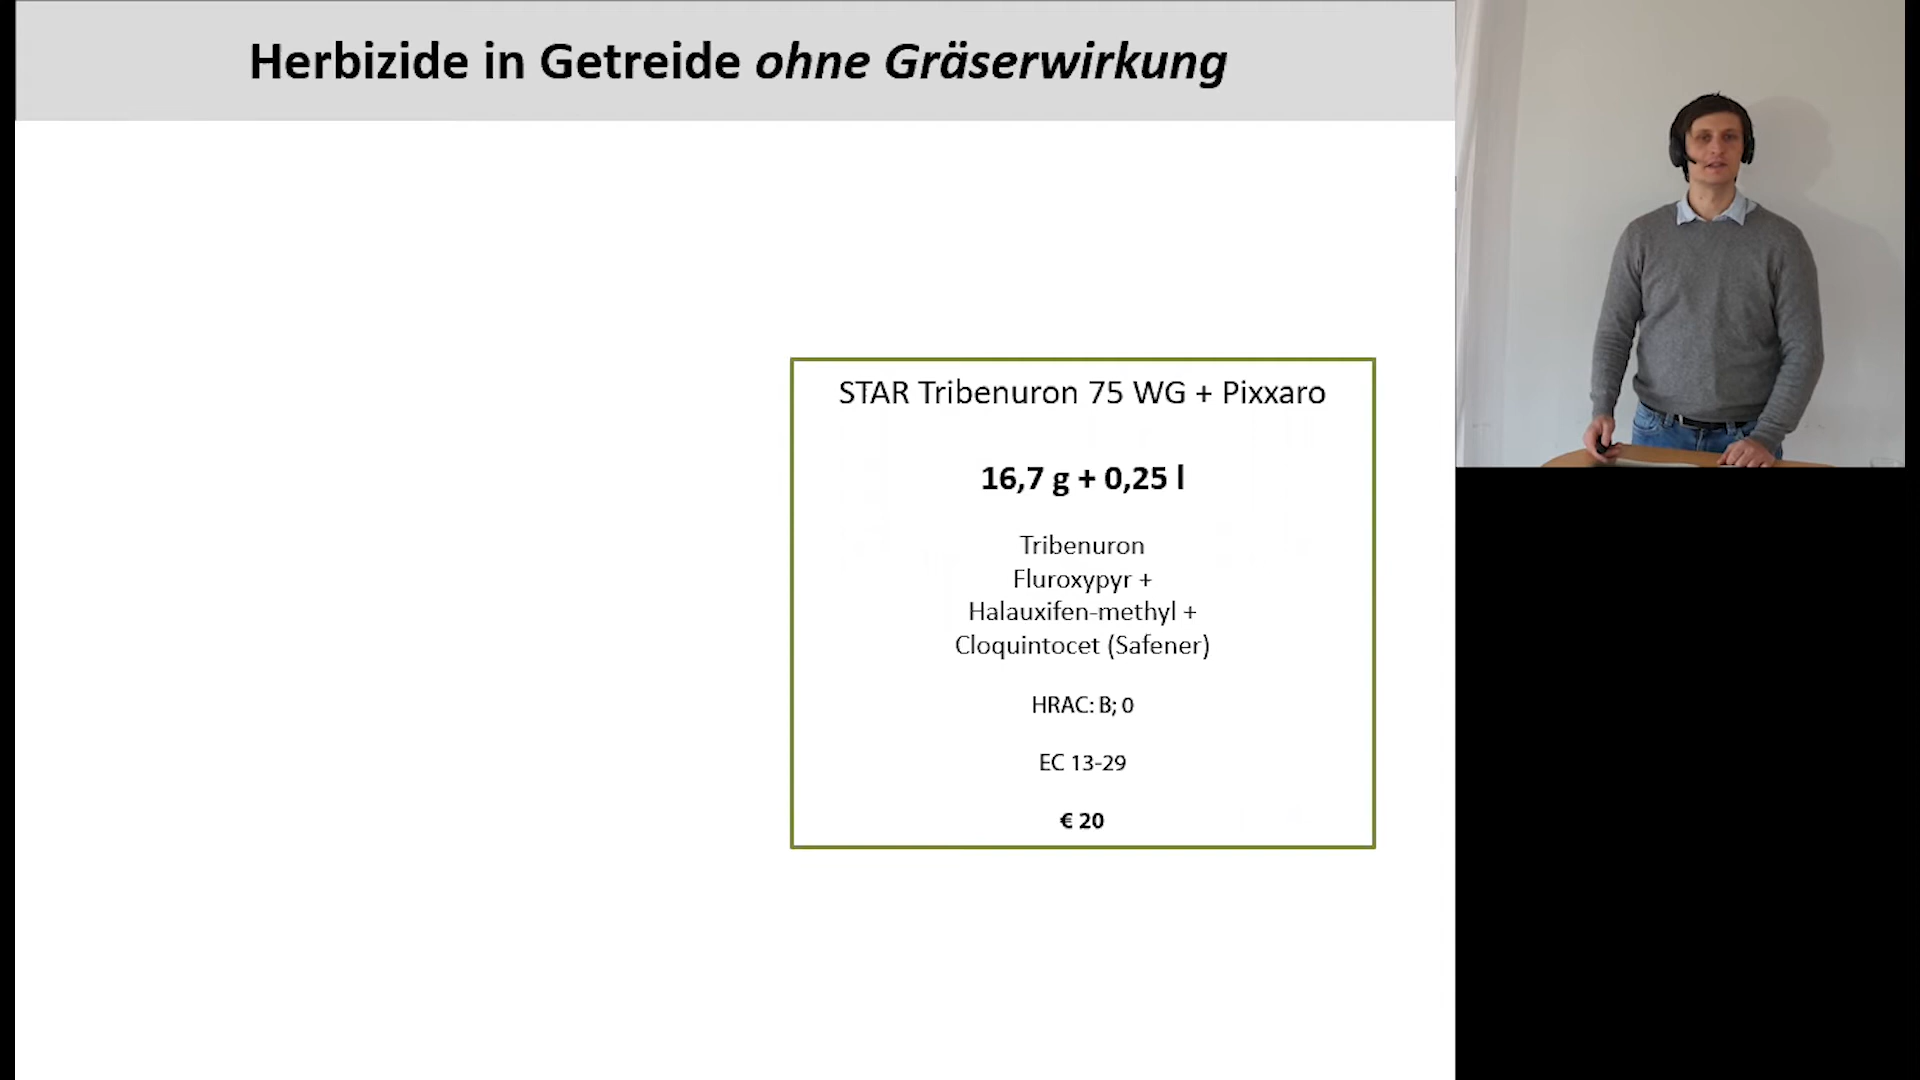 Herbizide in Getreide ohne Gräserwirkung
STAR Tribenuron 75 WG + Pixxaro
16,7 g + 0,25 l
Tribenuron
Fluroxypyr +
Halauxifen-methyl +
Cloquintocet (Safener)
HRAC: B; 0
EC 13-29
€ 20